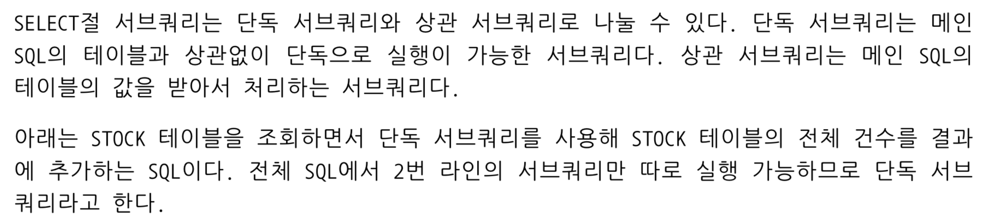 SELECT절 서브쿼리는 단독 서브쿼리와 상관 서브쿼리로 나눌 수 있다. 단독 서브쿼리는 메인
SQL의 테이블과 상관없이 단독으로 실행이 가능한 서브쿼리다. 상관 서브쿼리는 메인 SQL의
테이블의 값을 받아서 처리하는 서브쿼리다.
아래는 STOCK 테이블을 조회하면서 단독 서브쿼리를 사용해 STOCK 테이블의 전체 건수를 결과
에 추가하는 SQL이다. 전체 SQL에서 2번 라인의 서브쿼리만 따로 실행 가능하므로 단독 서브
쿼리라고 한다.